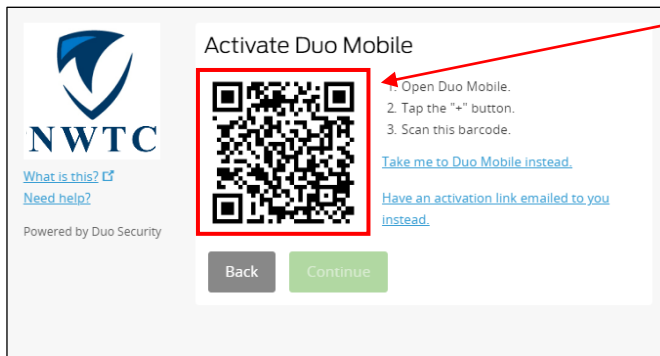 NWTC
What is this?
Need help?
Powered by Duo Security
Activate Duo Mobile
1. Open Duo Mobile.
2. Tap the "+" button.
3. Scan this barcode.
Take me to Duo Mobile instead.
Have an activation link emailed to you
instead.
Back
Continue